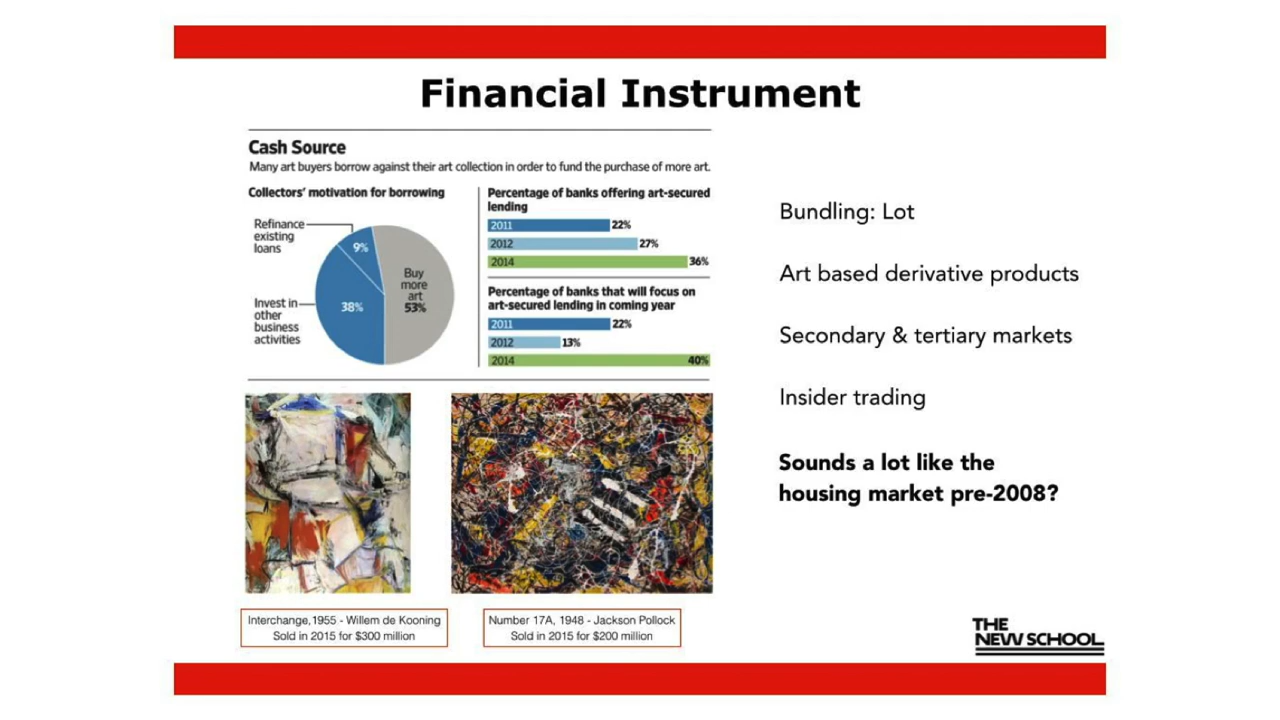 Financial Instrument
Cash Source
Many art buyers borrow against their art collection in order to fund the purchase of more art.
Collectors' motivation for borrowing
Refinance
existing
loans
9%
Buy
more
art
53%
Invest in
other
business
activities
38%
Percentage of banks offering art-secured
lending
2011 22%
2012 27%
2014 36%
Percentage of banks that will focus on
art-secured lending in coming year
2011 22%
2012 13%
2014 40%
Interchange,1955 - Willem de Kooning
Sold in 2015 for $300 million
Number 17A, 1948 - Jackson Pollock
Sold in 2015 for $200 million
Bundling: Lot
Art based derivative products
Secondary & tertiary markets
Insider trading
Sounds a lot like the
housing market pre-2008?
THE
NEW SCHOOL